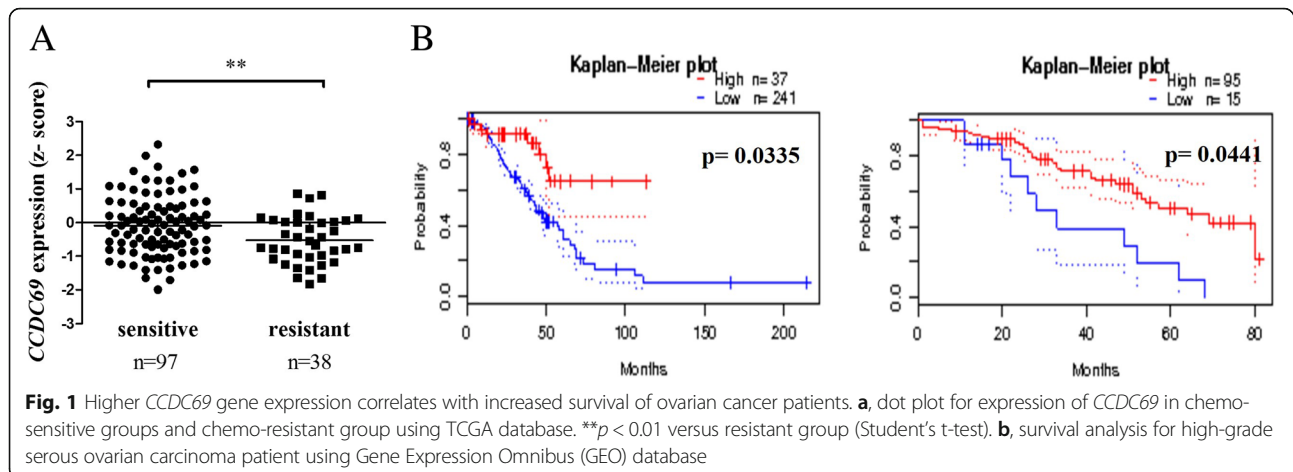 A
**
CCDC69 expression (z- score)
3
2
1
0
-1
-2
-3
sensitive
resistant
n=97
n=38
B
Kaplan-Meier plot
High n= 37
Low n= 241
p= 0.0335
Probability
0.8
0.4
0.0
0
50
100
150
200
Months
Kaplan-Meier plot
High n= 95
Low n= 15
p= 0.0441
Probability
0.8
0.4
0.0
0
20
40
60
80
Months
Fig. 1 Higher CCDC69 gene expression correlates with increased survival of ovarian cancer patients. a, dot plot for expression of CCDC69 in chemo-
sensitive groups and chemo-resistant group using TCGA database. **p < 0.01 versus resistant group (Student's t-test). b, survival analysis for high-grade
serous ovarian carcinoma patient using Gene Expression Omnibus (GEO) database